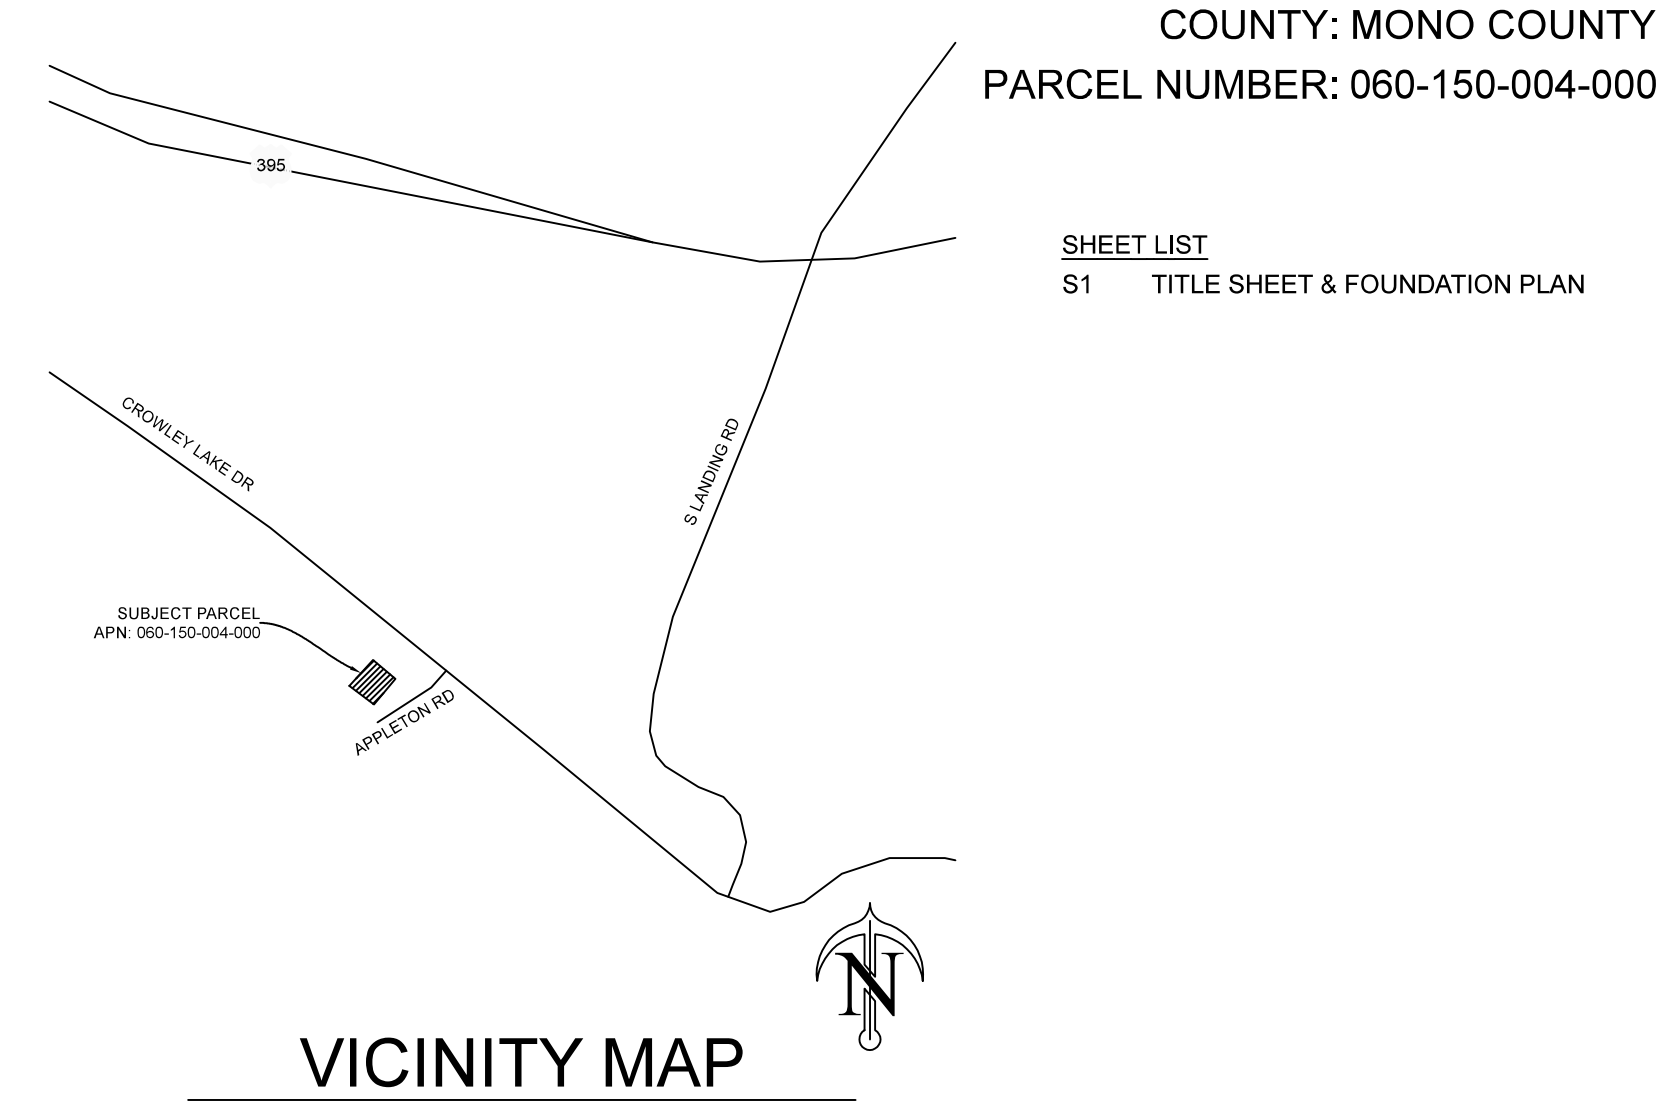 COUNTY: MONO COUNTY
PARCEL NUMBER: 060-150-004-000
395
SHEET LIST
S1 TITLE SHEET & FOUNDATION PLAN
CROWLEY LAKE DR
S LANDING RD
SUBJECT PARCEL
APN: 060-150-004-000
APPLETON RD
N
VICINITY MAP